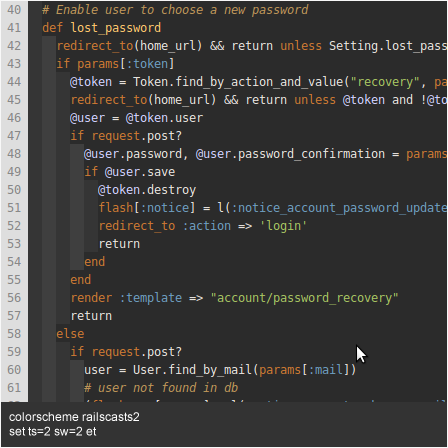 40 # Enable user to choose a new password
41 def lost_password
42 redirect_to(home_url) && return unless Setting.lost_pass
43 if params[:token]
44 @token = Token.find_by_action_and_value("recovery", pa
45 redirect_to(home_url) && return unless @token and !@to
46 @user = @token.user
47 if request.post?
48 @user.password, @user.password_confirmation = params
49 if @user.save
50 @token.destroy
51 flash[:notice] = l(:notice_account_password_update
52 redirect_to :action => 'login'
53 return
54 end
55 end
56 render :template => "account/password_recovery"
57 return
58 else
59 if request.post?
60 user = User.find_by_mail(params[:mail])
61 # user not found in db
colorscheme railscasts2
set ts=2 sw=2 et